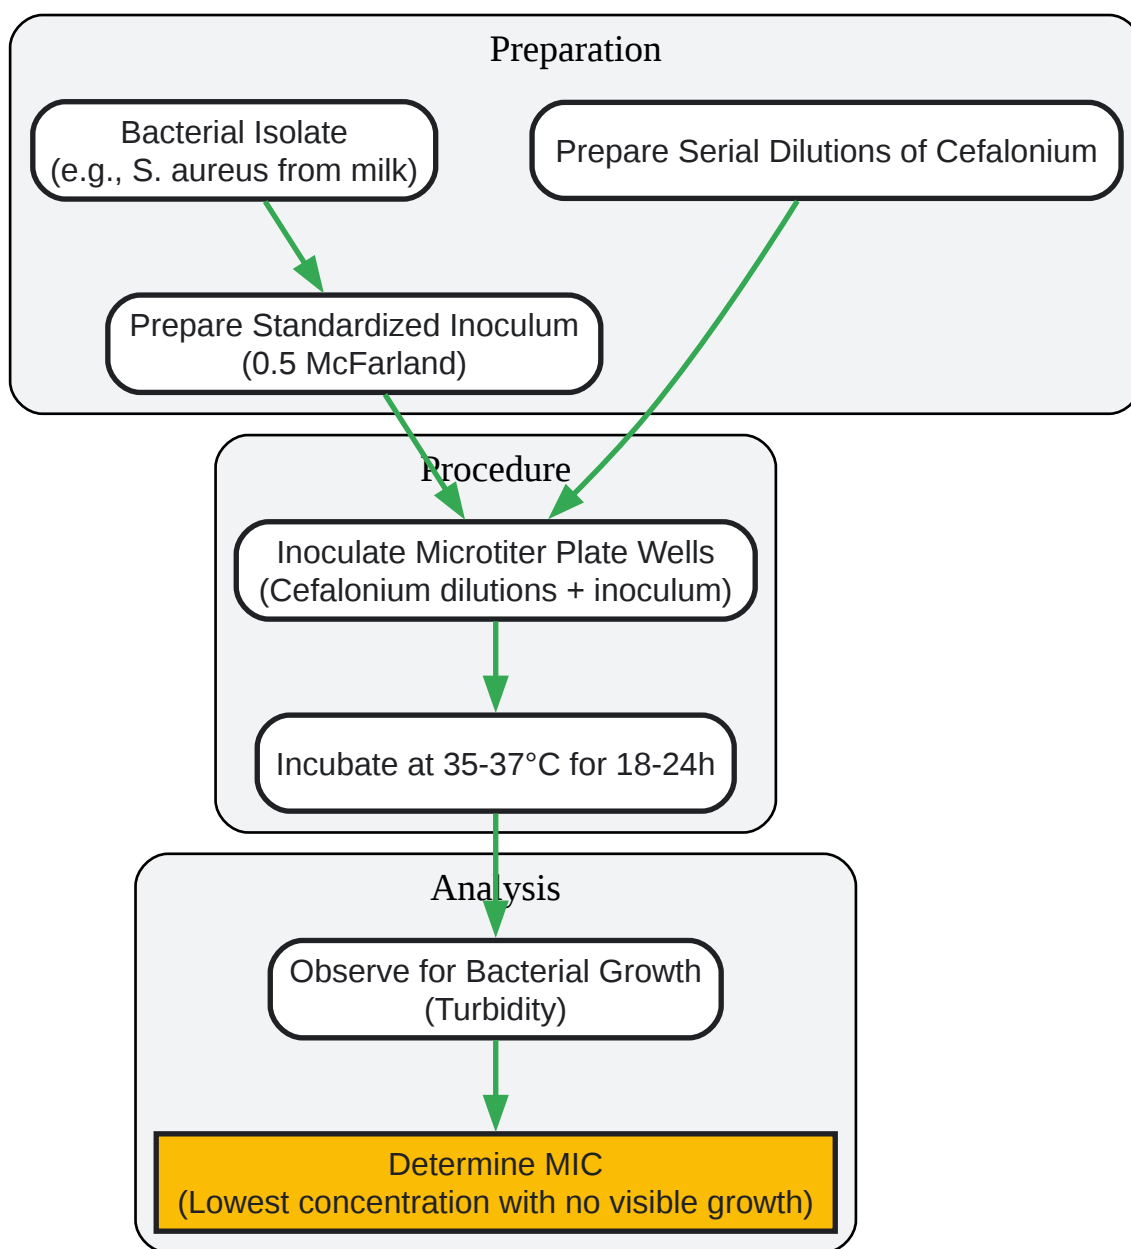 Preparation
Bacterial Isolate
(e.g., S. aureus from milk)
Prepare Serial Dilutions of Cefalonium
Prepare Standardized Inoculum
(0.5 McFarland)
Procedure
Inoculate Microtiter Plate Wells
(Cefalonium dilutions + inoculum)
Incubate at 35-37°C for 18-24h
Analysis
Observe for Bacterial Growth
(Turbidity)
Determine MIC
(Lowest concentration with no visible growth)